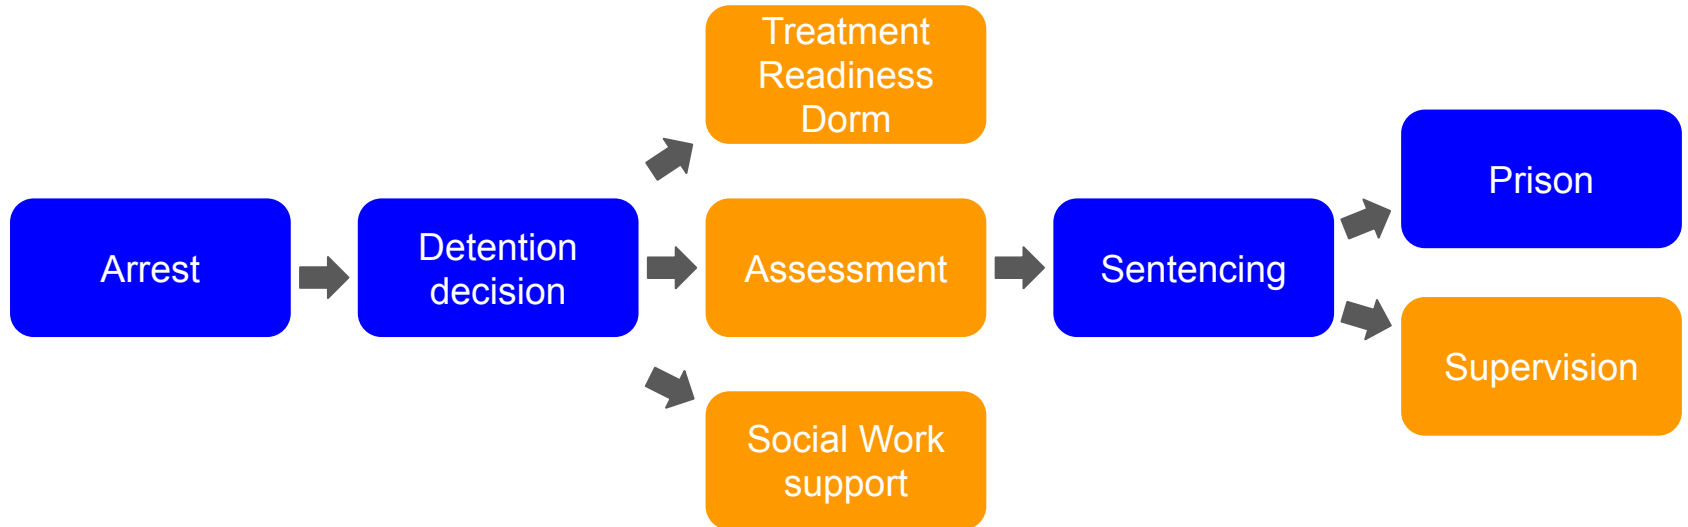 Arrest
Detention
decision
Treatment
Readiness
Dorm
Assessment
Social Work
support
Sentencing
Prison
Supervision